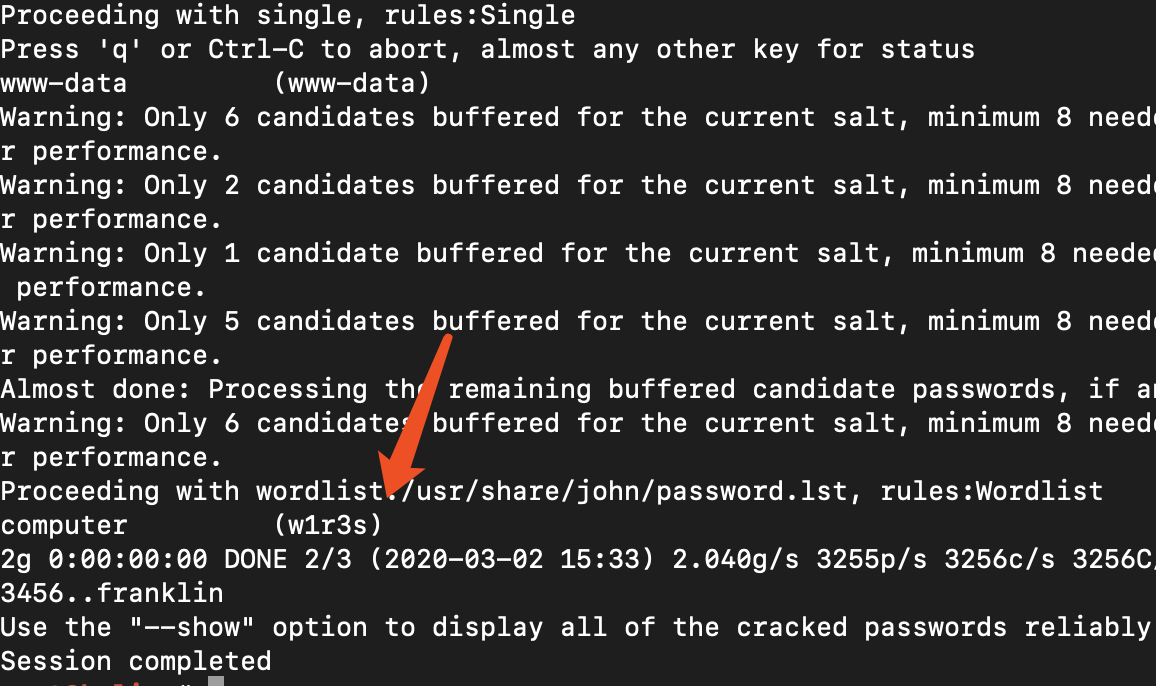 Proceeding with single, rules:Single
Press 'q' or Ctrl-C to abort, almost any other key for status
www-data         (www-data)
Warning: Only 6 candidates buffered for the current salt, minimum 8
r performance.
Warning: Only 2 candidates buffered for the current salt, minimum 8
r performance.
Warning: Only 1 candidate buffered for the current salt, minimum 8
performance.
Warning: Only 5 candidates buffered for the current salt, minimum 8
r performance.
Almost done: Processing the remaining buffered candidate passwords, if
Warning: Only 6 candidates buffered for the current salt, minimum 8
r performance.
Proceeding with wordlist:/usr/share/john/password.lst, rules:Wordlist
computer         (w1r3s)
2g 0:00:00:00 DONE 2/3 (2020-03-02 15:33) 2.040g/s 3255p/s 3256c/s 3256C/
3456..franklin
Use the "--show" option to display all of the cracked passwords reliably
Session completed